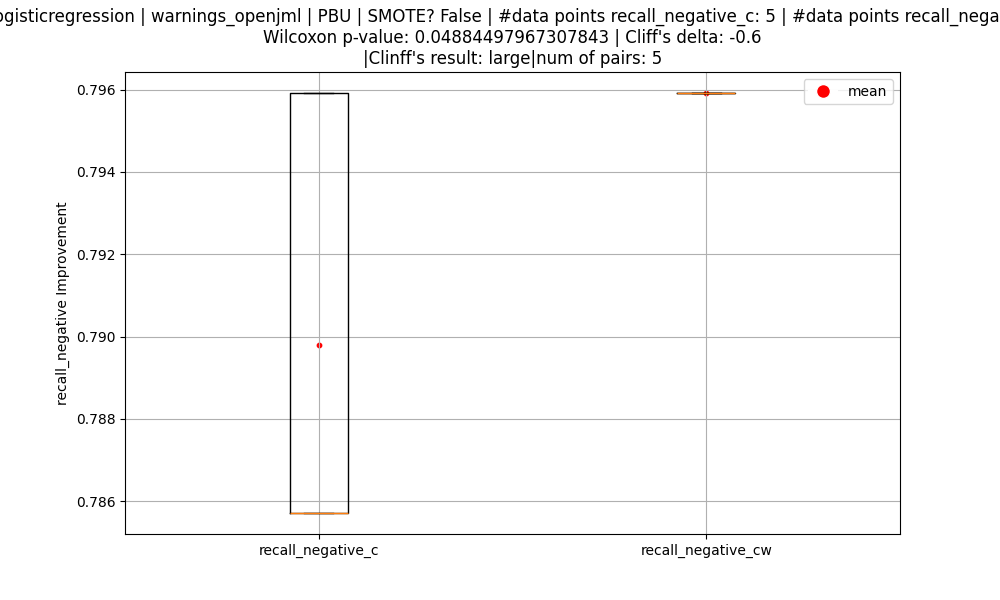 ogisticregression | warnings_openjml | PBU | SMOTE? False | #data points recall_negative_c: 5 | #data points recall_nega
Wilcoxon p-value: 0.04884497967307843 | Cliff's delta: -0.6
|Clinff's result: large|num of pairs: 5
mean
0.796
0.794
0.792
0.790
0.788
0.786
recall_negative Improvement
recall_negative_c
recall_negative_cw